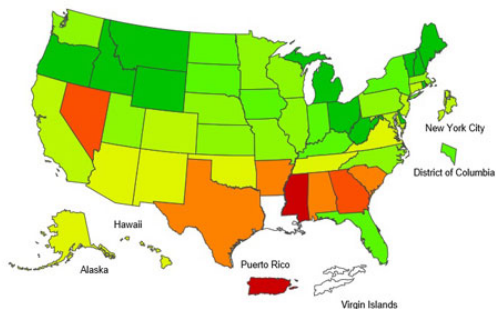 New York City
District of Columbia
Hawaii
Alaska
Puerto Rico
Virgin Islands